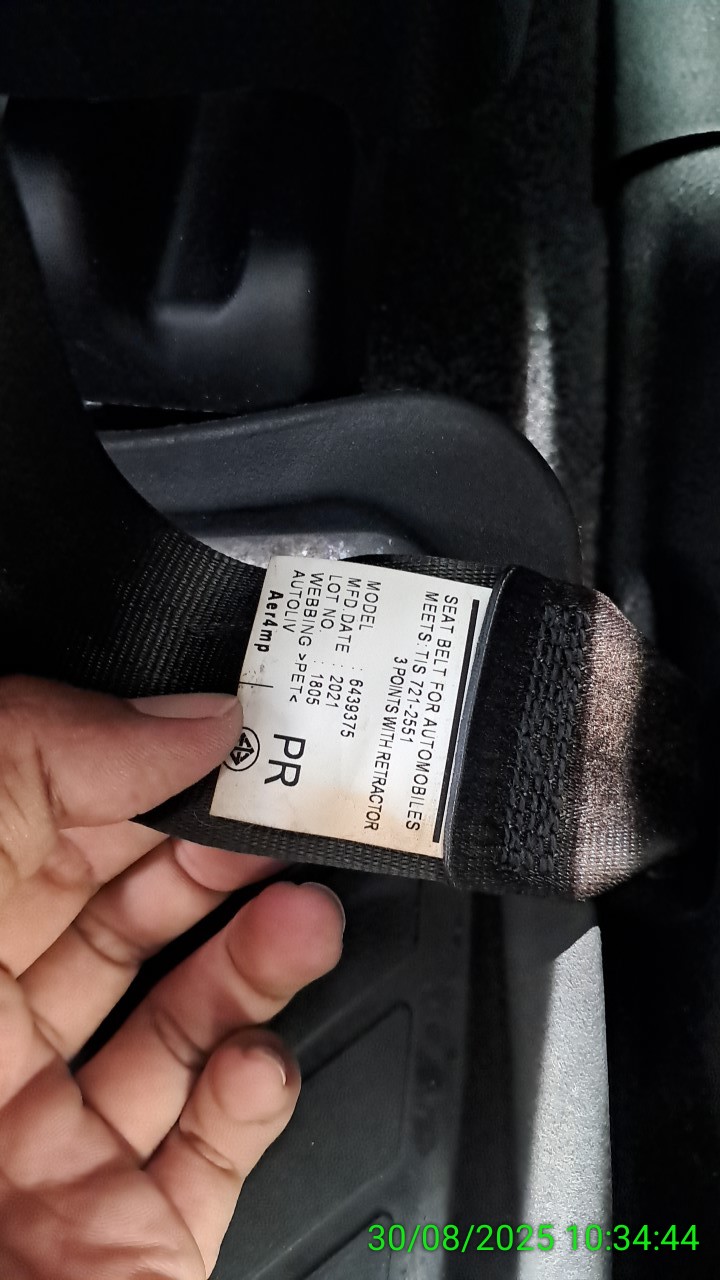 SEAT BELT FOR AUTOMOBILES
MEETS: TIS 721-2551
3 POINTS WITH RETRACTOR
MODEL : 6439375
MFD.DATE : 2021
LOT NO. : 1805
WEBBING >PET<
AUTOLIV
PR
Aer4mp
30/08/2025 10:34:44